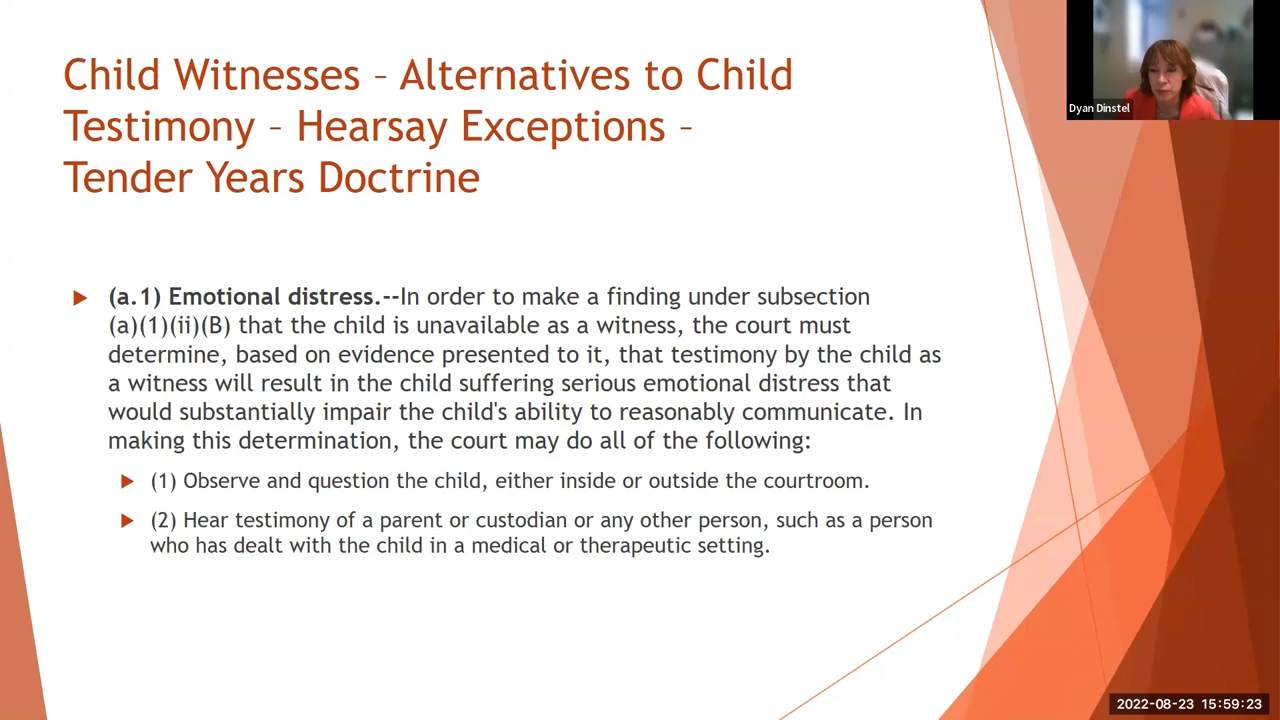 Child Witnesses – Alternatives to Child
Testimony – Hearsay Exceptions –
Tender Years Doctrine
Dyan Dinstel
(a.1) Emotional distress.--In order to make a finding under subsection
(a)(1)(ii)(B) that the child is unavailable as a witness, the court must
determine, based on evidence presented to it, that testimony by the child as
a witness will result in the child suffering serious emotional distress that
would substantially impair the child's ability to reasonably communicate. In
making this determination, the court may do all of the following:
(1) Observe and question the child, either inside or outside the courtroom.
(2) Hear testimony of a parent or custodian or any other person, such as a person
who has dealt with the child in a medical or therapeutic setting.
2022-08-23 15:59:23